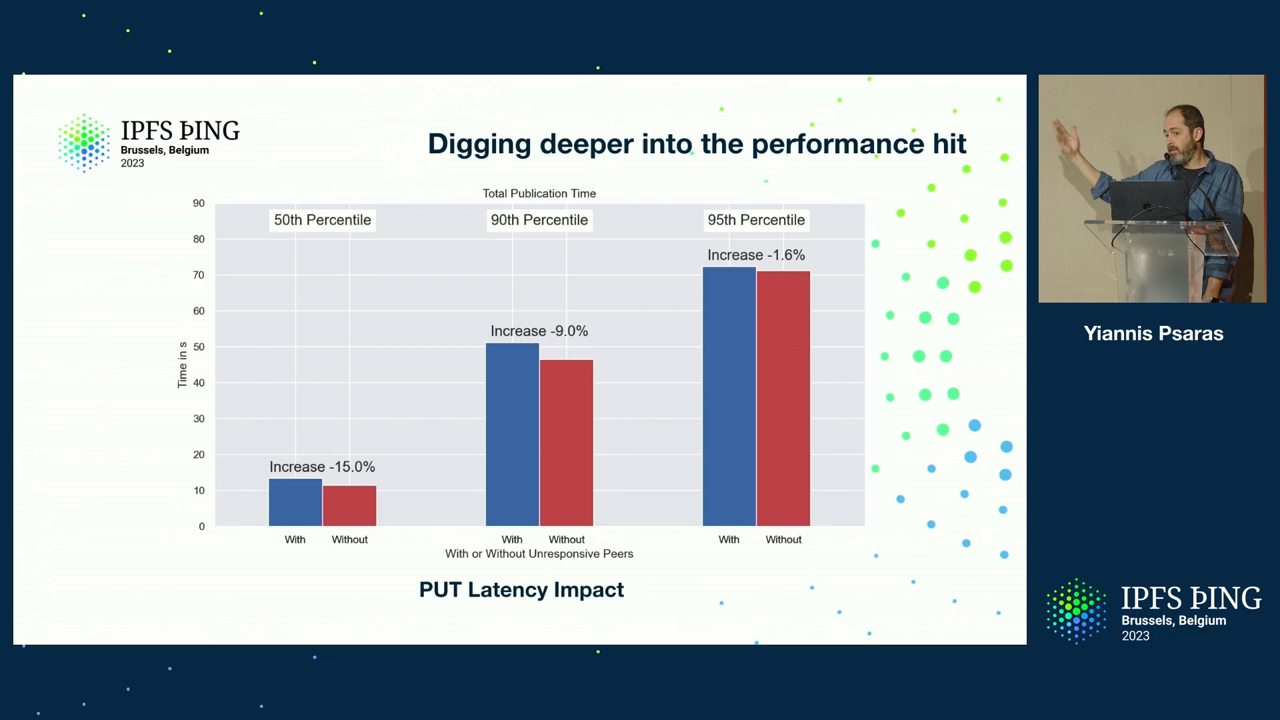 IPFS ÞING
Brussels, Belgium
2023
Digging deeper into the performance hit
Total Publication Time
50th Percentile
90th Percentile
95th Percentile
Increase -15.0%
Increase -9.0%
Increase -1.6%
Time in s
90
80
70
60
50
40
30
20
10
0
With Without With Without With Without
With or Without Unresponsive Peers
PUT Latency Impact
Yiannis Psaras
IPFS ÞING
Brussels, Belgium
2023